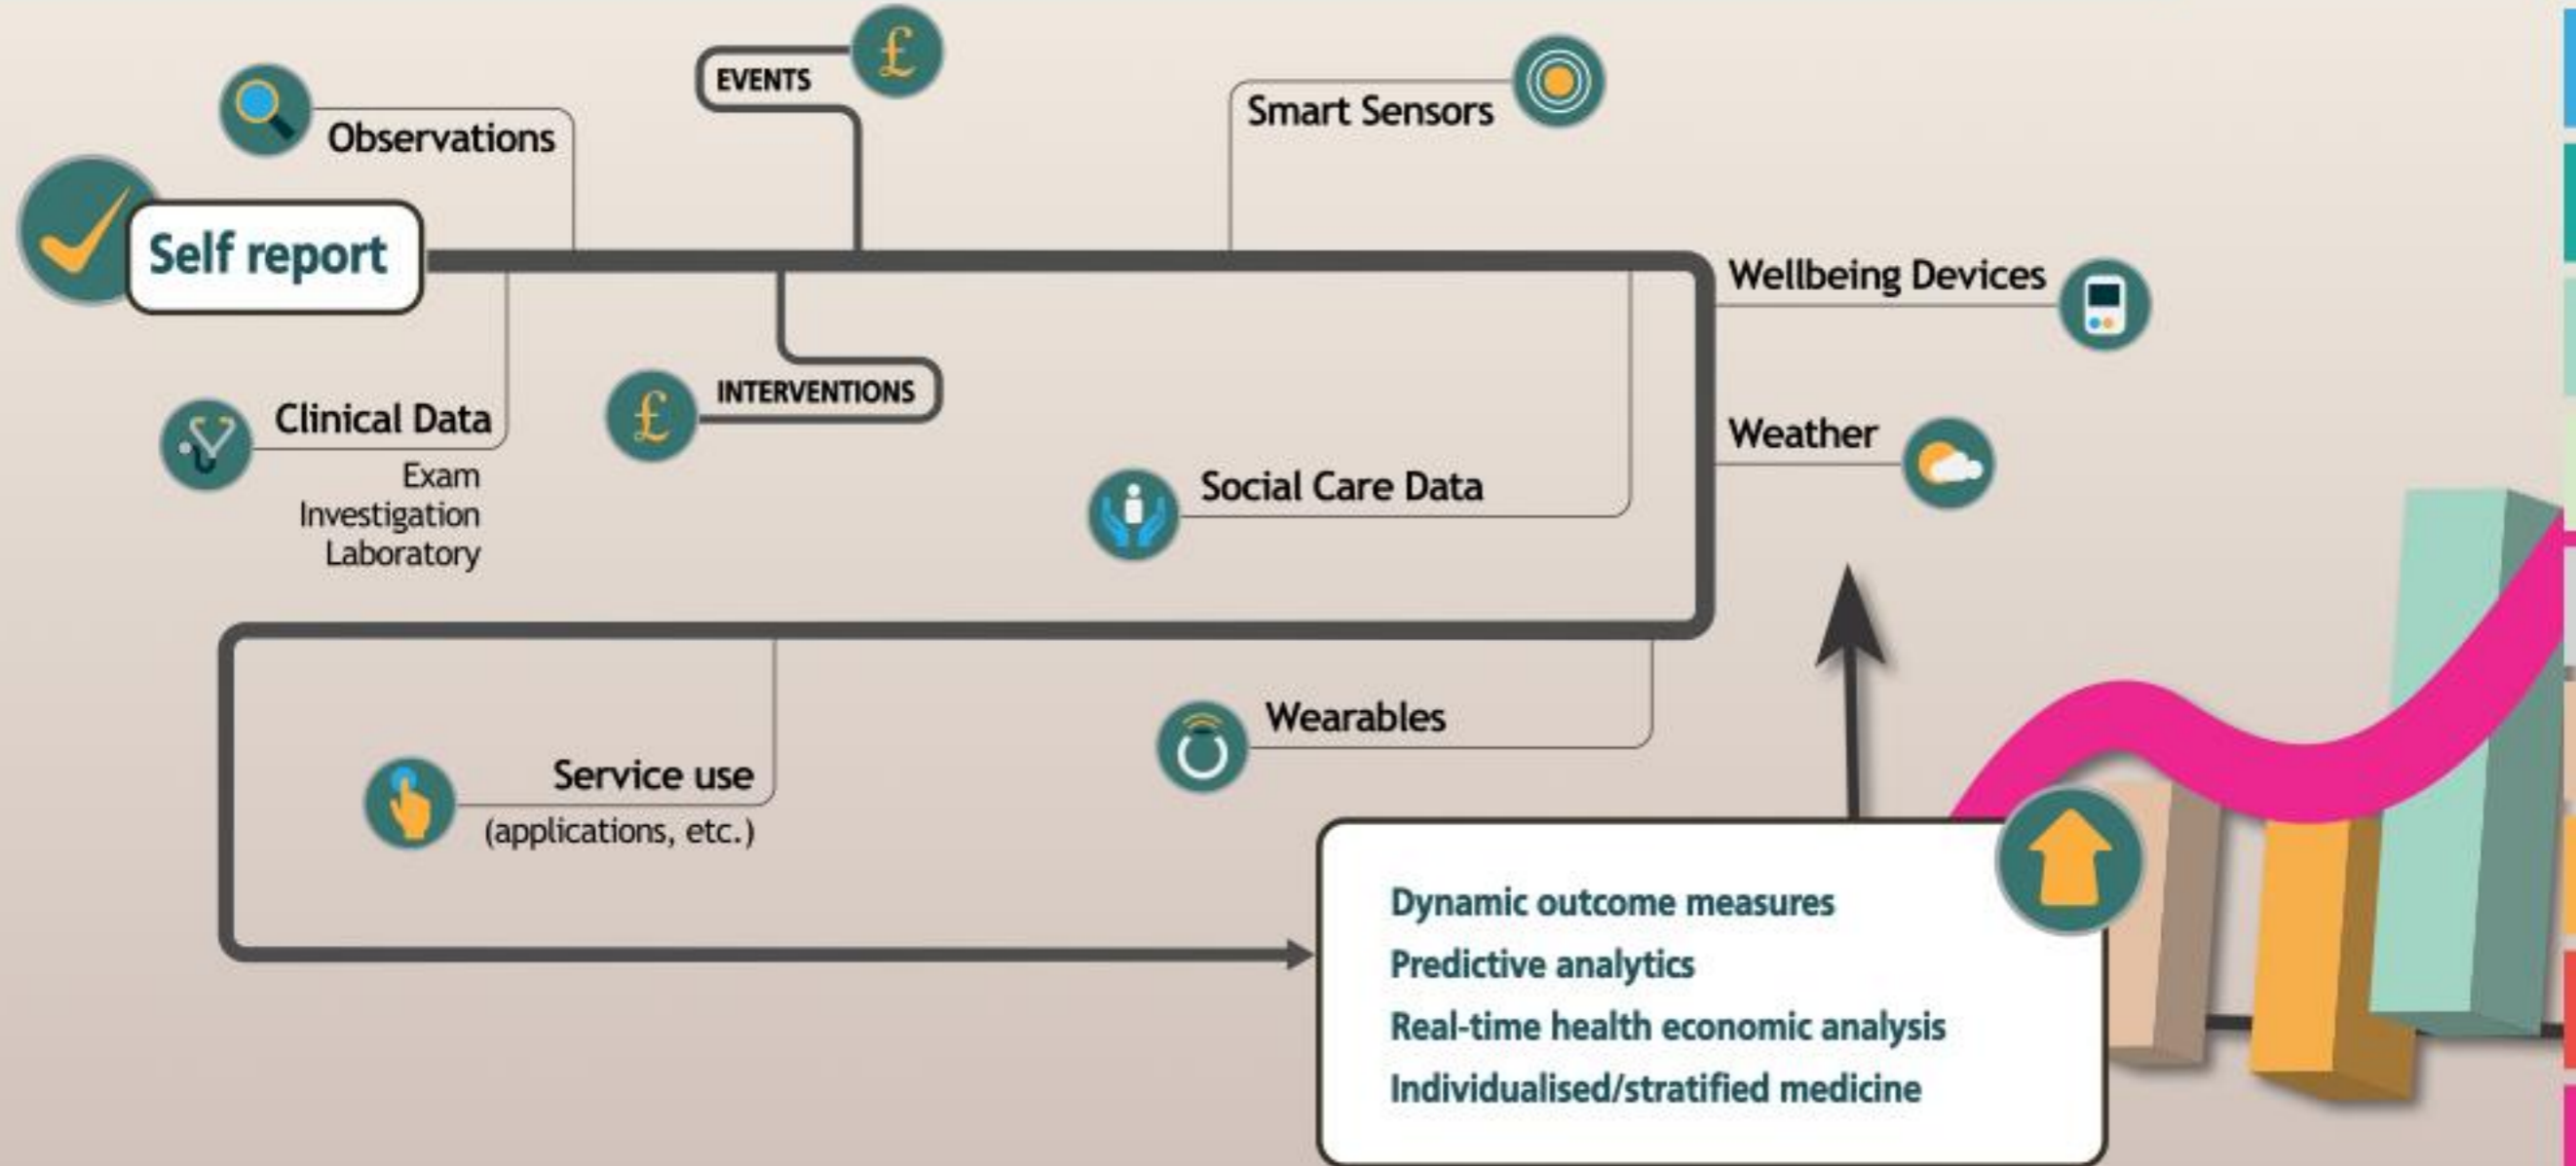 EVENTS
£
Observations
Smart Sensors
Self report
Wellbeing Devices
Clinical Data
Exam
Investigation
Laboratory
£
INTERVENTIONS
Weather
Social Care Data
Wearables
Service use
(applications, etc.)
Dynamic outcome measures
Predictive analytics
Real-time health economic analysis
Individualised/stratified medicine